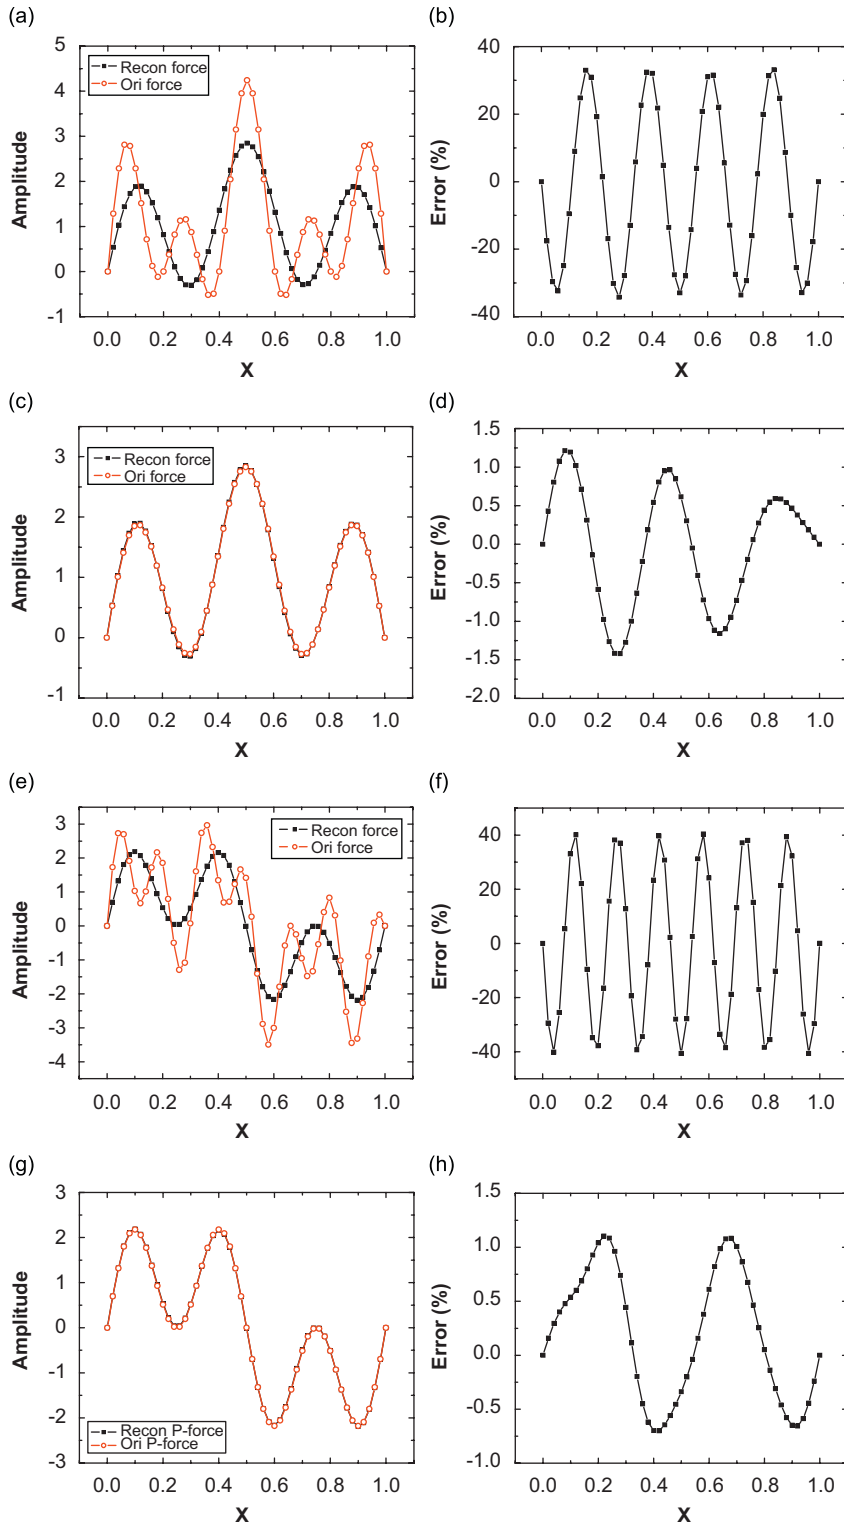 (a)
5
4
3
2
1
0
-1
Amplitude
Recon force
Ori force
0.0 0.2 0.4 0.6 0.8 1.0
X
(b)
40
20
0
-20
-40
Error (%)
0.0 0.2 0.4 0.6 0.8 1.0
X
(c)
3
2
1
0
-1
Amplitude
Recon force
Ori force
0.0 0.2 0.4 0.6 0.8 1.0
X
(d)
1.5
1.0
0.5
0.0
-0.5
-1.0
-1.5
-2.0
Error (%)
0.0 0.2 0.4 0.6 0.8 1.0
X
(e)
3
2
1
0
-1
-2
-3
-4
Amplitude
Recon force
Ori force
0.0 0.2 0.4 0.6 0.8 1.0
X
(f)
40
20
0
-20
-40
Error (%)
0.0 0.2 0.4 0.6 0.8 1.0
X
(g)
3
2
1
0
-1
-2
-3
Amplitude
Recon P-force
Ori P-force
0.0 0.2 0.4 0.6 0.8 1.0
X
(h)
1.5
1.0
0.5
0.0
-0.5
-1.0
Error (%)
0.0 0.2 0.4 0.6 0.8 1.0
X